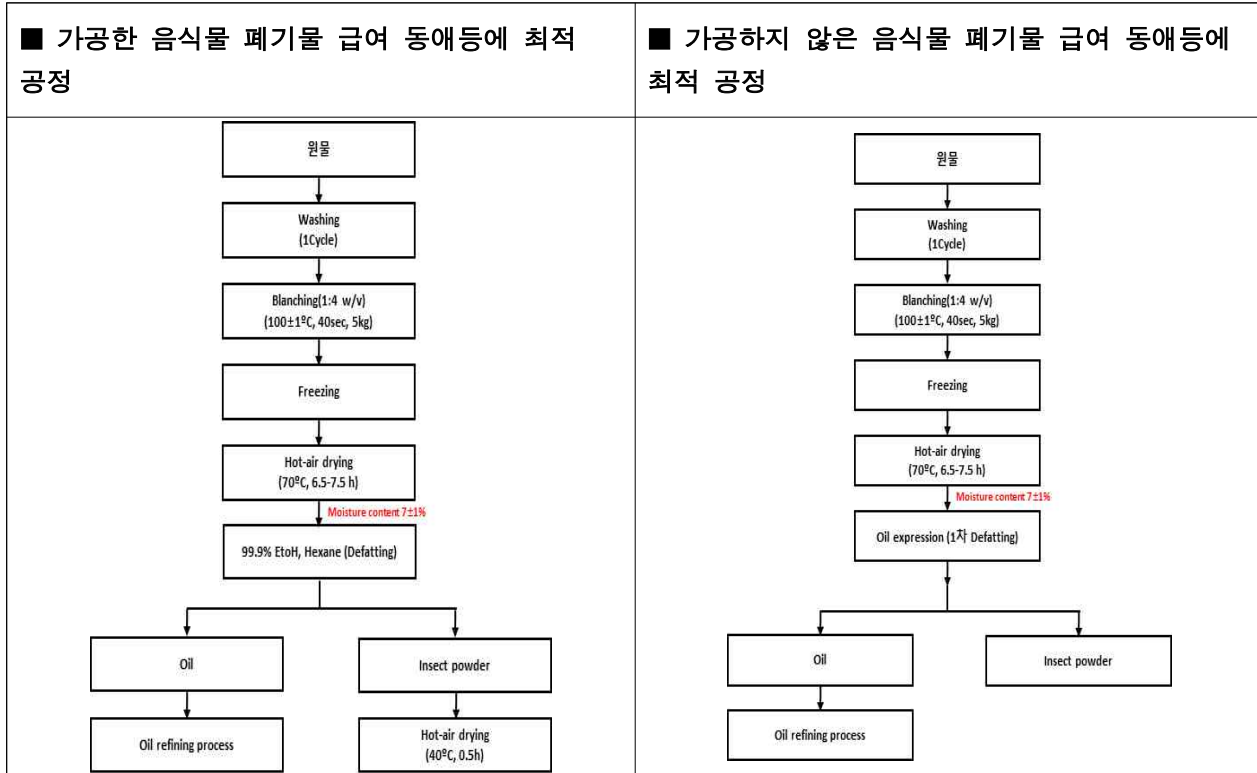 ■ 가공한 음식물 폐기물 급여 동애등에 최적
공정
■ 가공하지 않은 음식물 폐기물 급여 동애등에
최적 공정
원물
Washing
(1Cycle)
Blanching(1:4 w/v)
(100±1ºC, 40sec, 5kg)
Freezing
Hot-air drying
(70ºC, 6.5-7.5 h)
Moisture content 7±1%
99.9% EtoH, Hexane (Defatting)
Oil
Insect powder
Oil refining process
Hot-air drying
(40ºC, 0.5h)
원물
Washing
(1Cycle)
Blanching(1:4 w/v)
(100±1ºC, 40sec, 5kg)
Freezing
Hot-air drying
(70ºC, 6.5-7.5 h)
Moisture content 7±1%
Oil expression (1차 Defatting)
Oil
Insect powder
Oil refining process